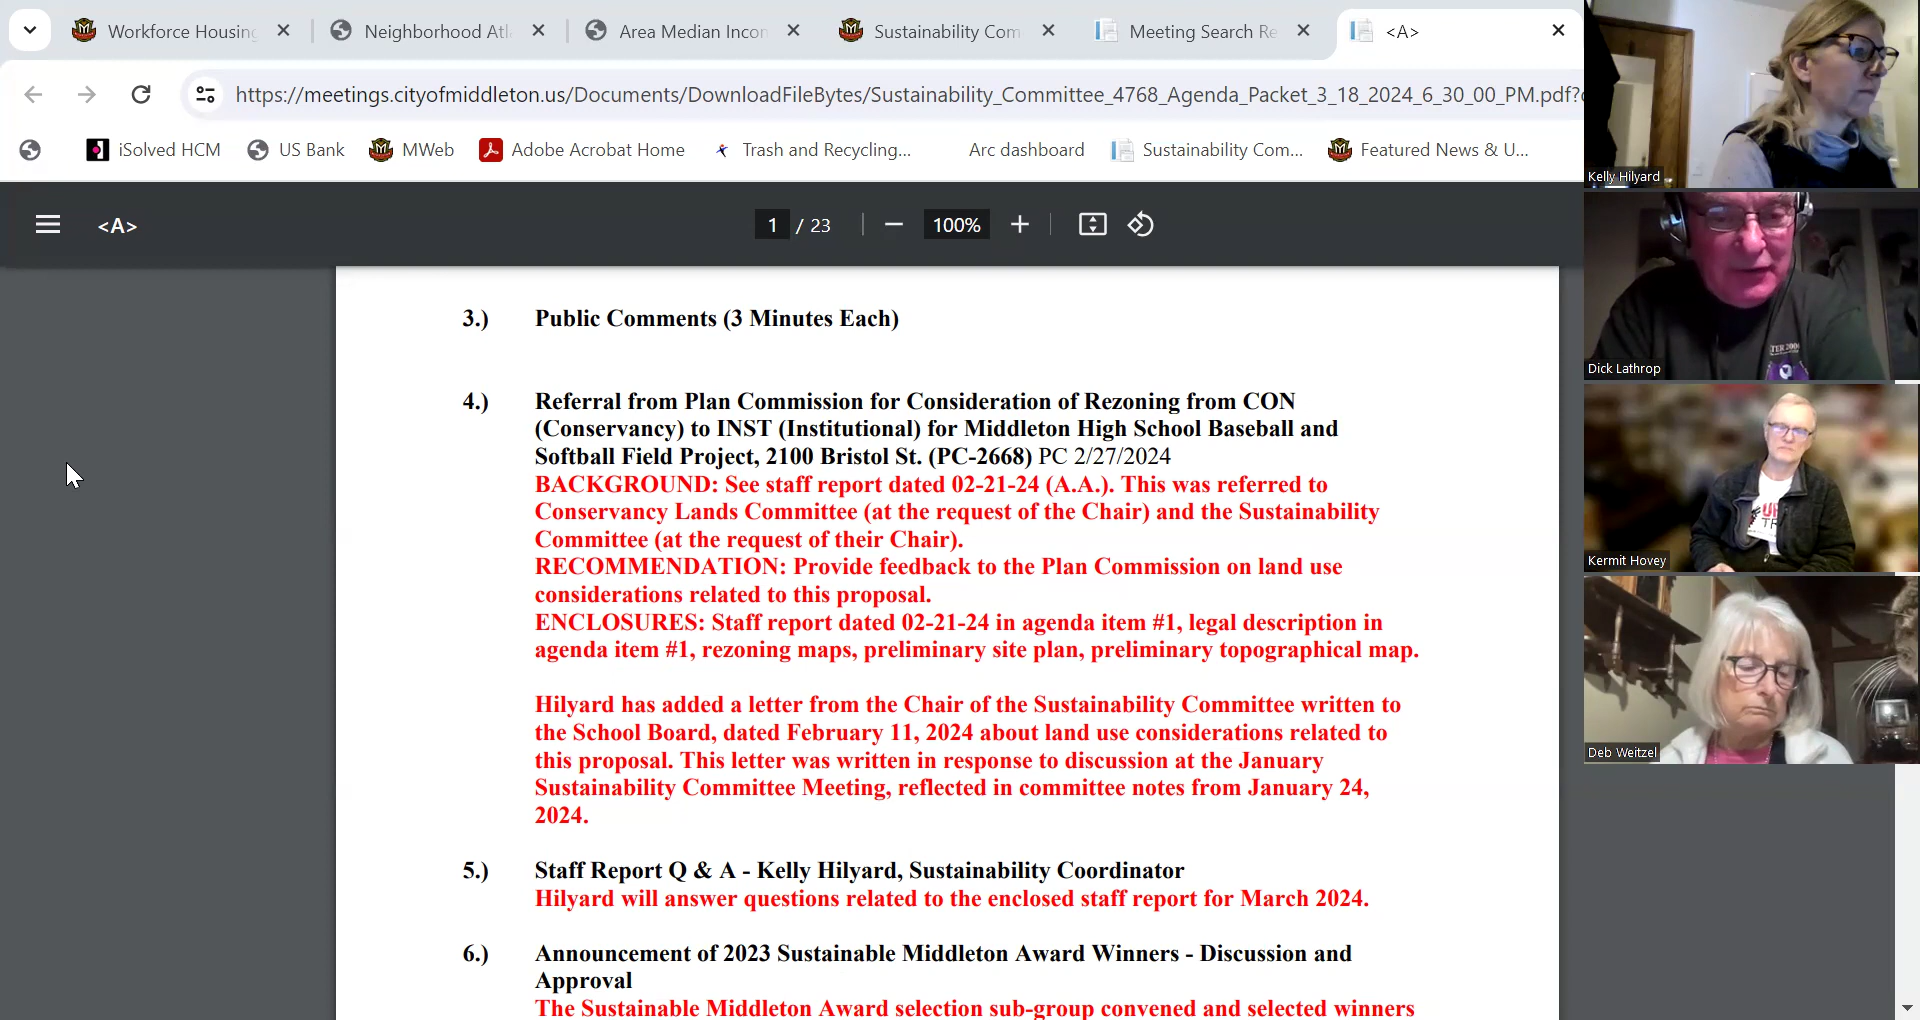 Workforce Housing
Neighborhood Atl
Area Median Incom
Sustainability Com
Meeting Search Re
<A>
https://meetings.cityofmiddleton.us/Documents/DownloadFileBytes/Sustainability_Committee_4768_Agenda_Packet_3_18_2024_6_30_00_PM.pdf?
iSolved HCM
US Bank
MWeb
Adobe Acrobat Home
Trash and Recycling...
Arc dashboard
Sustainability Com...
Featured News & U...
<A>
1 / 23
100%
3.) Public Comments (3 Minutes Each)
4.) Referral from Plan Commission for Consideration of Rezoning from CON
(Conservancy) to INST (Institutional) for Middleton High School Baseball and
Softball Field Project, 2100 Bristol St. (PC-2668) PC 2/27/2024
BACKGROUND: See staff report dated 02-21-24 (A.A.). This was referred to
Conservancy Lands Committee (at the request of the Chair) and the Sustainability
Committee (at the request of their Chair).
RECOMMENDATION: Provide feedback to the Plan Commission on land use
considerations related to this proposal.
ENCLOSURES: Staff report dated 02-21-24 in agenda item #1, legal description in
agenda item #1, rezoning maps, preliminary site plan, preliminary topographical map.
Hilyard has added a letter from the Chair of the Sustainability Committee written to
the School Board, dated February 11, 2024 about land use considerations related to
this proposal. This letter was written in response to discussion at the January
Sustainability Committee Meeting, reflected in committee notes from January 24,
2024.
5.) Staff Report Q & A - Kelly Hilyard, Sustainability Coordinator
Hilyard will answer questions related to the enclosed staff report for March 2024.
6.) Announcement of 2023 Sustainable Middleton Award Winners - Discussion and
Approval
The Sustainable Middleton Award selection sub-group convened and selected winners
Kelly Hilyard
Dick Lathrop
Kermit Hovey
Deb Weitzel